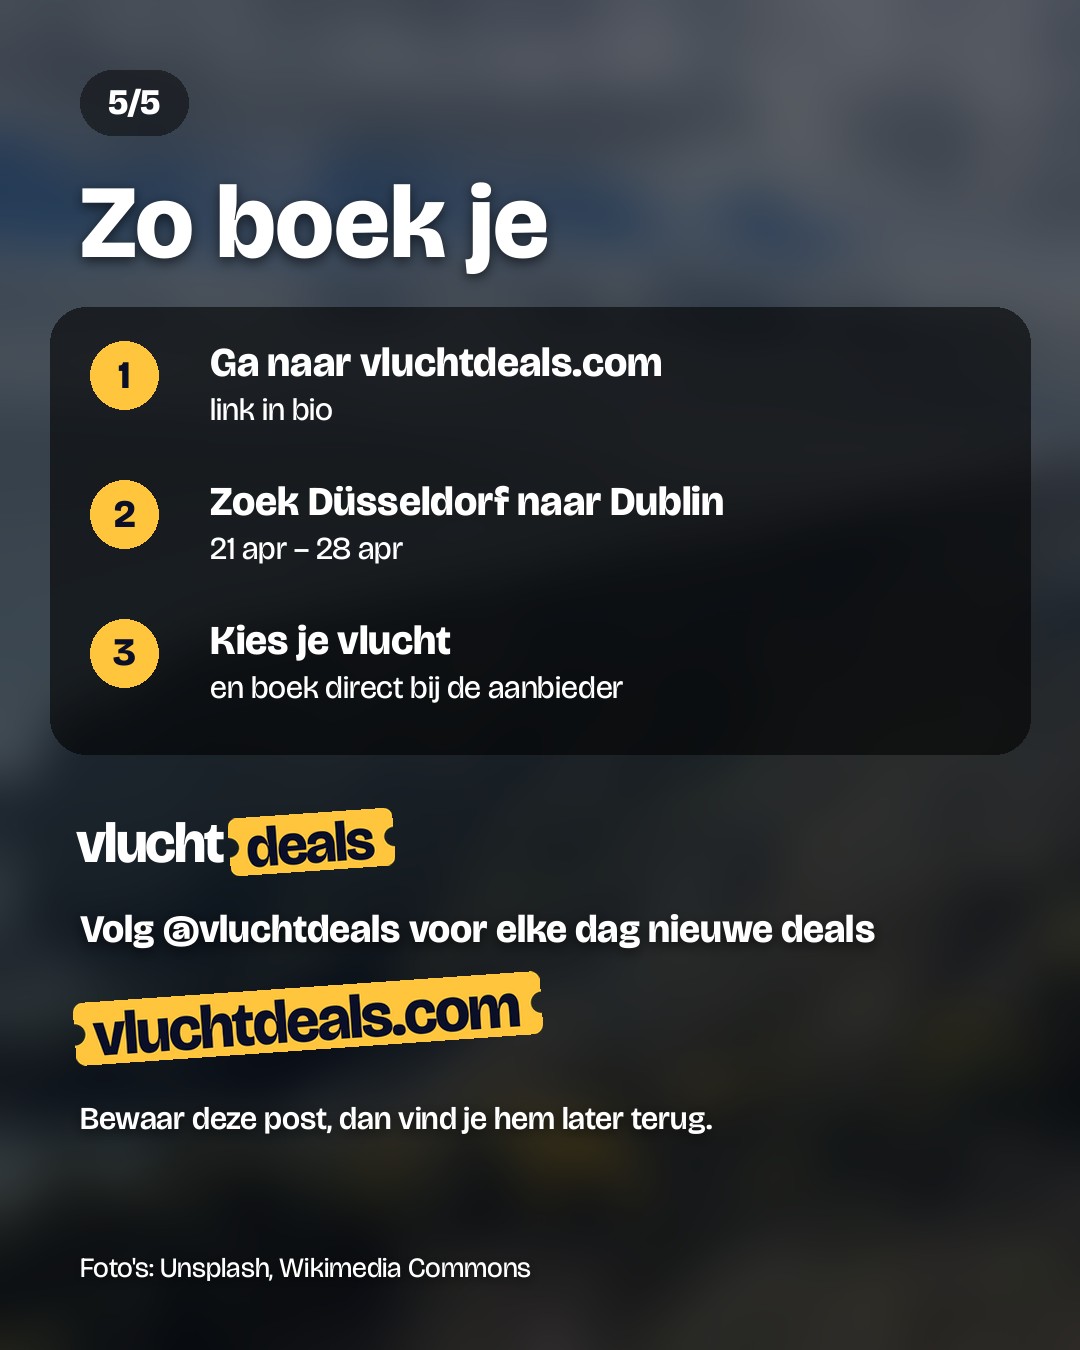 5/5
Zo boek je
1
Ga naar vluchtdeals.com
link in bio
2
Zoek Düsseldorf naar Dublin
21 apr – 28 apr
3
Kies je vlucht
en boek direct bij de aanbieder
vlucht deals
Volg @vluchtdeals voor elke dag nieuwe deals
vluchtdeals.com
Bewaar deze post, dan vind je hem later terug.
Foto's: Unsplash, Wikimedia Commons